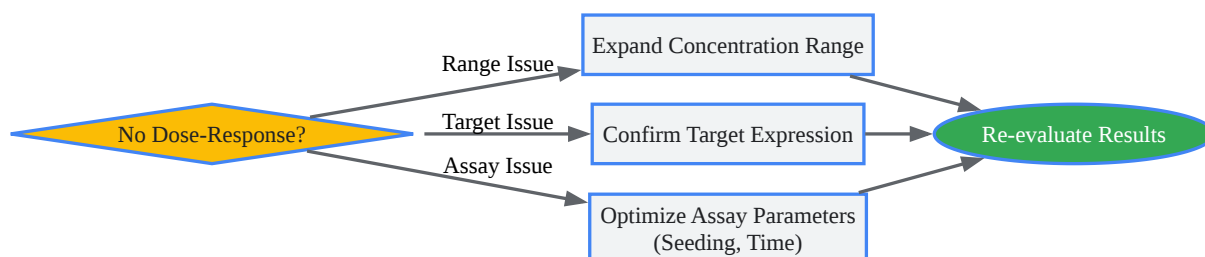 Expand Concentration Range
Range Issue
No Dose-Response?
Target Issue
Confirm Target Expression
Re-evaluate Results
Assay Issue
Optimize Assay Parameters
(Seeding, Time)